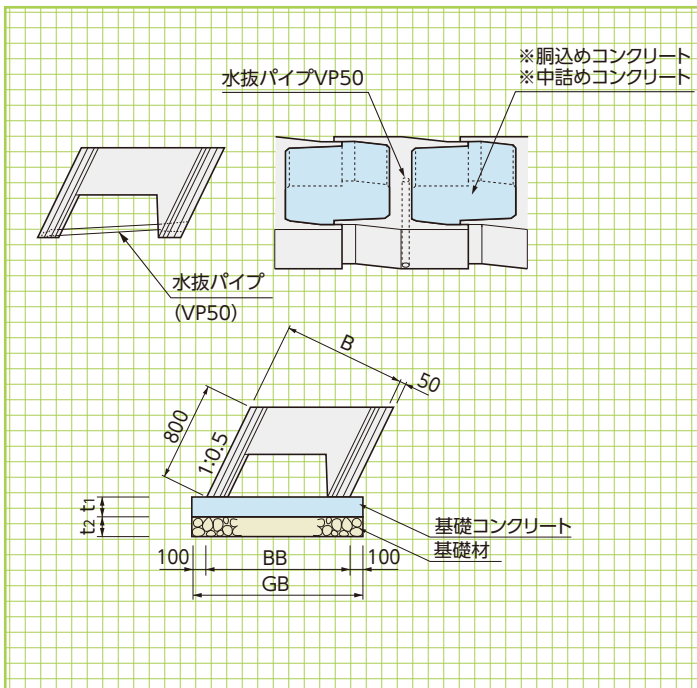 ※胴込めコンクリート
※中詰めコンクリート
水抜パイプVP50
水抜パイプ
(VP50)
B
50
800
1:0.5
t1
t2
基礎コンクリート
基礎材
100
BB
100
GB